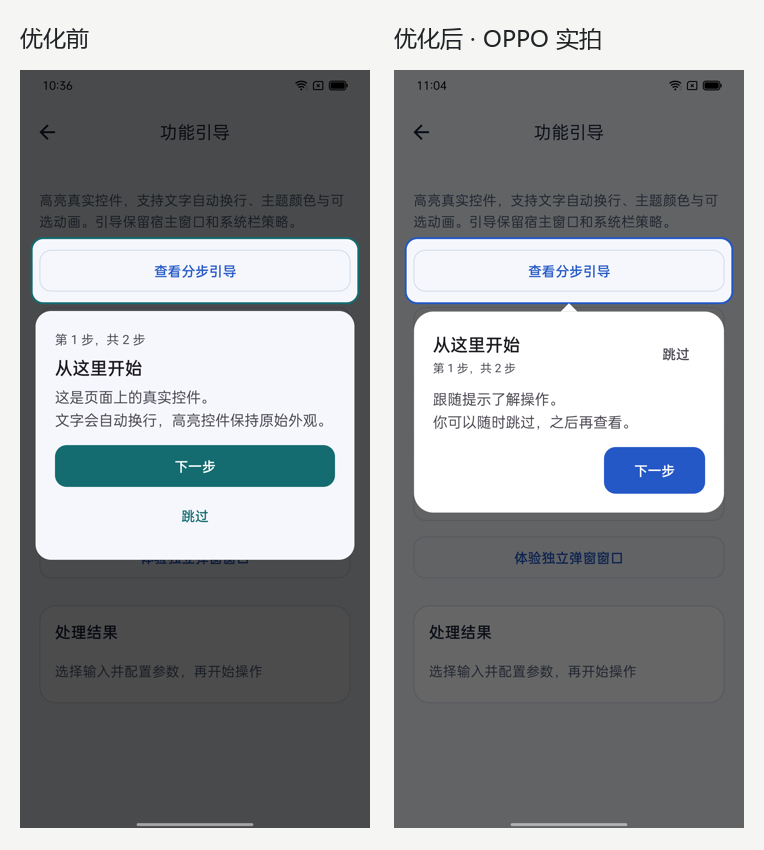 优化前
10:36
功能引导
高亮真实控件，支持文字自动换行、主题颜色与可
选动画。引导保留宿主窗口和系统栏策略。
查看分步引导
第 1 步，共 2 步
从这里开始
这是页面上的真实控件。
文字会自动换行，高亮控件保持原始外观。
下一步
跳过
体验独立弹窗窗口
处理结果
选择输入并配置参数，再开始操作
优化后 · OPPO 实拍
11:04
功能引导
高亮真实控件，支持文字自动换行、主题颜色与可
选动画。引导保留宿主窗口和系统栏策略。
查看分步引导
从这里开始
跳过
第 1 步，共 2 步
跟随提示了解操作。
你可以随时跳过，之后再查看。
下一步
体验独立弹窗窗口
处理结果
选择输入并配置参数，再开始操作